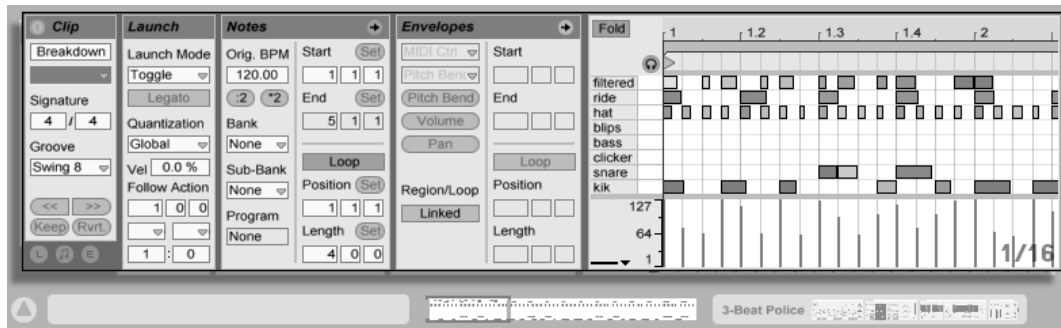 Clip
Breakdown
Signature
4 / 4
Groove
Swing 8
<< >>
Keep Rvrt.
L E
Launch
Launch Mode
Toggle
Legato
Quantization
Global
Vel 0.0 %
Follow Action
1 0 0
1 : 0
Notes
Orig. BPM
120.00
:2 *2
Bank
None
Sub-Bank
None
Program
None
Start Set
1 1 1
End Set
5 1 1
Loop
Position Set
1 1 1
Length Set
4 0 0
Envelopes
MIDI Ctrl
Pitch Bend
Pitch Bend
Volume
Pan
Region/Loop
Linked
Start
End
Loop
Position
Length
Fold
1 1.2 1.3 1.4 2
filtered
ride
hat
blips
bass
clicker
snare
kik
127
64
1
1/16
3-Beat Police